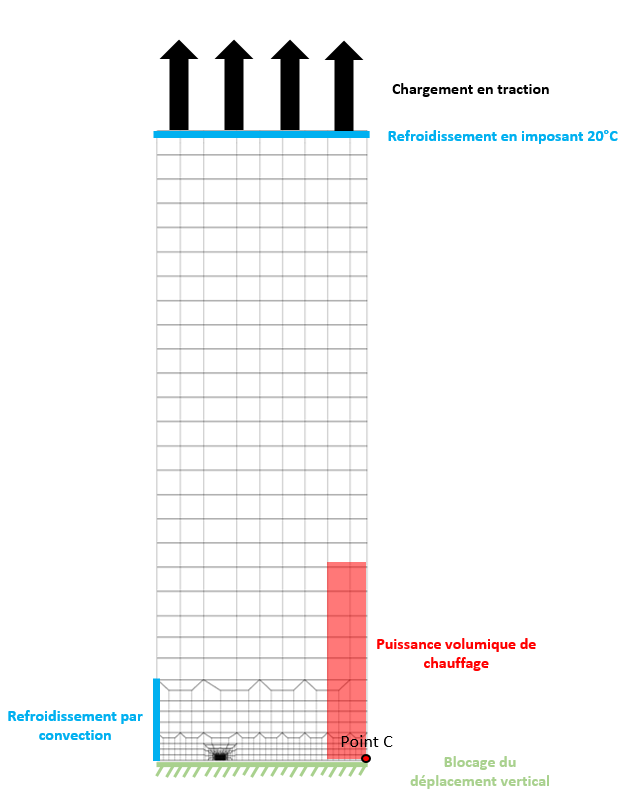 Chargement en traction
Refroidissement en imposant 20°C
Puissance volumique de
chauffage
Refroidissement par
convection
Point C
Blocage du
déplacement vertical